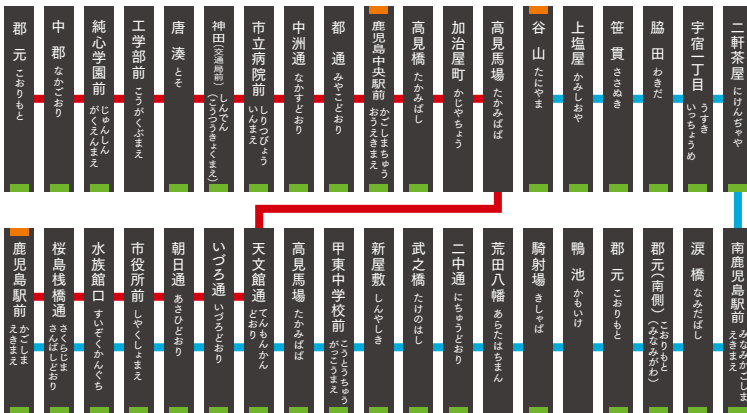 郡元 こおりもと
中郡 なかごおり
純心学園前 じゅんしん
がくえんまえ
工学部前 こうがくぶまえ
唐湊 とそ
神田(交通局前) しんでん
(こうつうきょくまえ)
市立病院前 しりつびょう
いんまえ
中洲通 なかすどおり
都通 みやこどおり
鹿児島中央駅前 かごしまちゅう
おうえきまえ
高見橋 たかみばし
加治屋町 かじやちょう
高見馬場 たかみばば
谷山 たにやま
上塩屋 かみしおや
笹貫 ささぬき
脇田 わきだ
宇宿一丁目 うすき
いっちょうめ
二軒茶屋 にけんぢゃや
鹿児島駅前 かごしま
えきまえ
桜島桟橋通 さくらじま
さんばしどおり
水族館口 すいぞくかんぐち
市役所前 しやくしょまえ
朝日通 あさひどおり
いづろ通 いづろどおり
天文館通 てんもんかん
どおり
高見馬場 たかみばば
甲東中学校前 こうとうちゅう
がっこうまえ
新屋敷 しんやしき
武之橋 たけのはし
二中通 にちゅうどおり
荒田八幡 あらたはちまん
騎射場 きしゃば
鴨池 かもいけ
郡元 こおりもと
郡元(南側) こおりもと
(みなみがわ)
涙橋 なみだばし
南鹿児島駅前 みなみかごしま
えきまえ